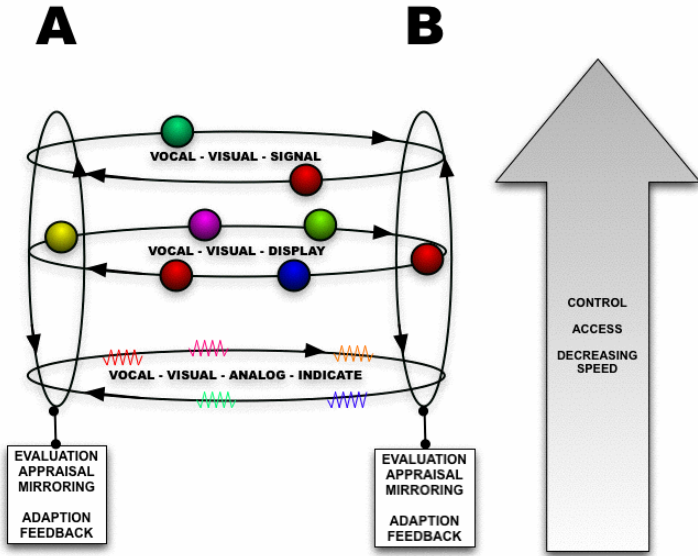 A
B
VOCAL - VISUAL - SIGNAL
VOCAL - VISUAL - DISPLAY
VOCAL - VISUAL - ANALOG - INDICATE
EVALUATION
APPRAISAL
MIRRORING
ADAPTION
FEEDBACK
EVALUATION
APPRAISAL
MIRRORING
ADAPTION
FEEDBACK
CONTROL
ACCESS
DECREASING
SPEED